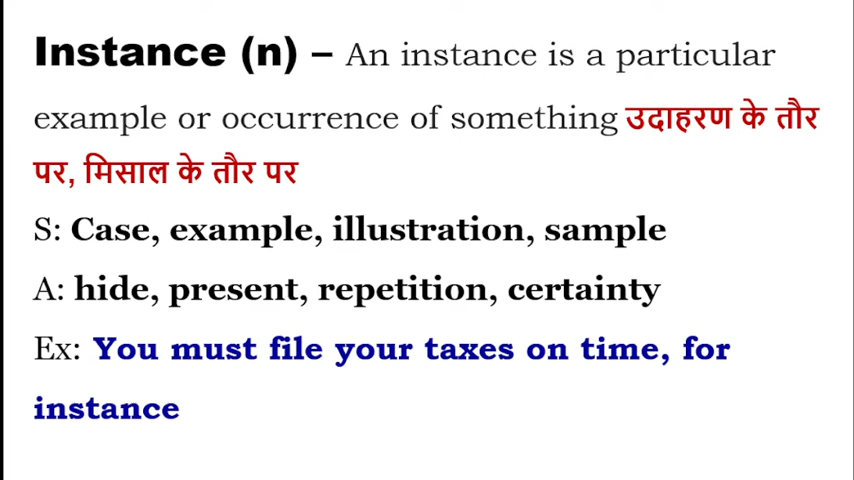 Instance (n) – An instance is a particular
example or occurrence of something उदाहरण के तौर
पर, मिसाल के तौर पर
S: Case, example, illustration, sample
A: hide, present, repetition, certainty
Ex: You must file your taxes on time, for
instance